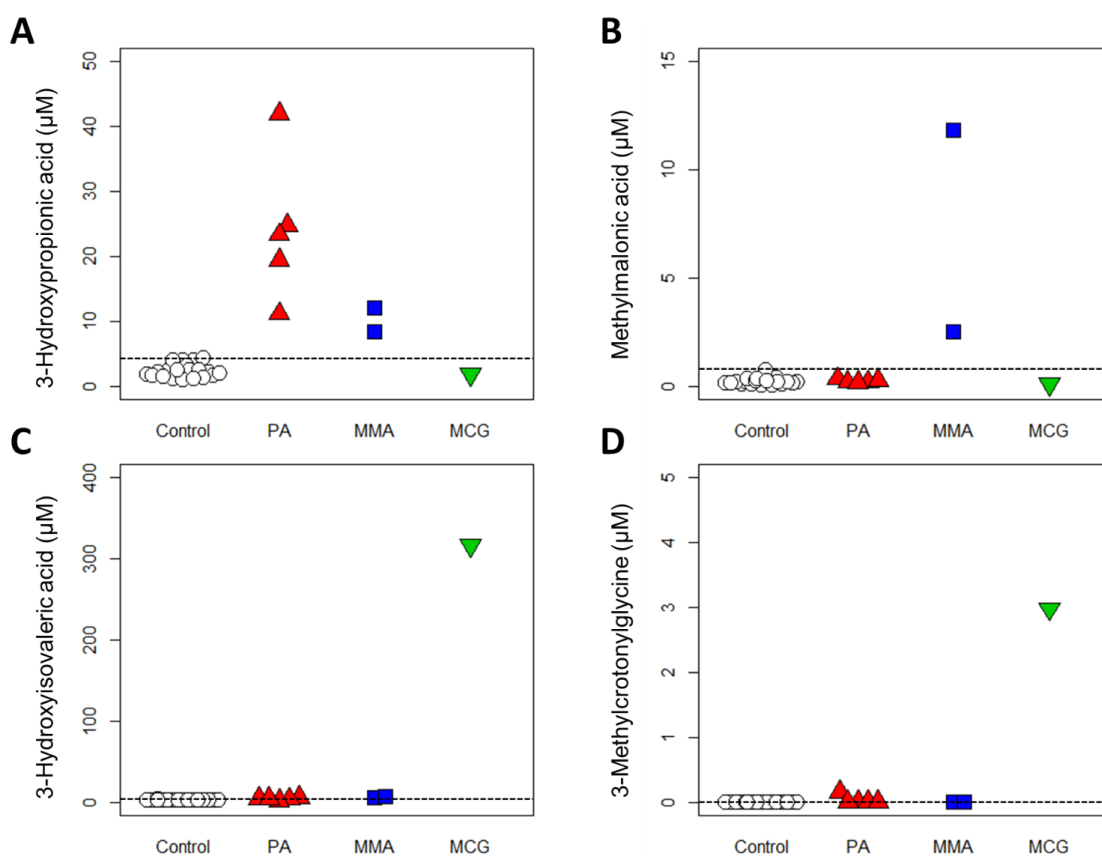 A
3-Hydroxypropionic acid (µM)
50
40
30
20
10
0
Control PA MMA MCG
B
Methylmalonic acid (µM)
15
10
5
0
Control PA MMA MCG
C
3-Hydroxyisovaleric acid (µM)
400
300
200
100
0
Control PA MMA MCG
D
3-Methylcrotonylglycine (µM)
5
4
3
2
1
0
Control PA MMA MCG